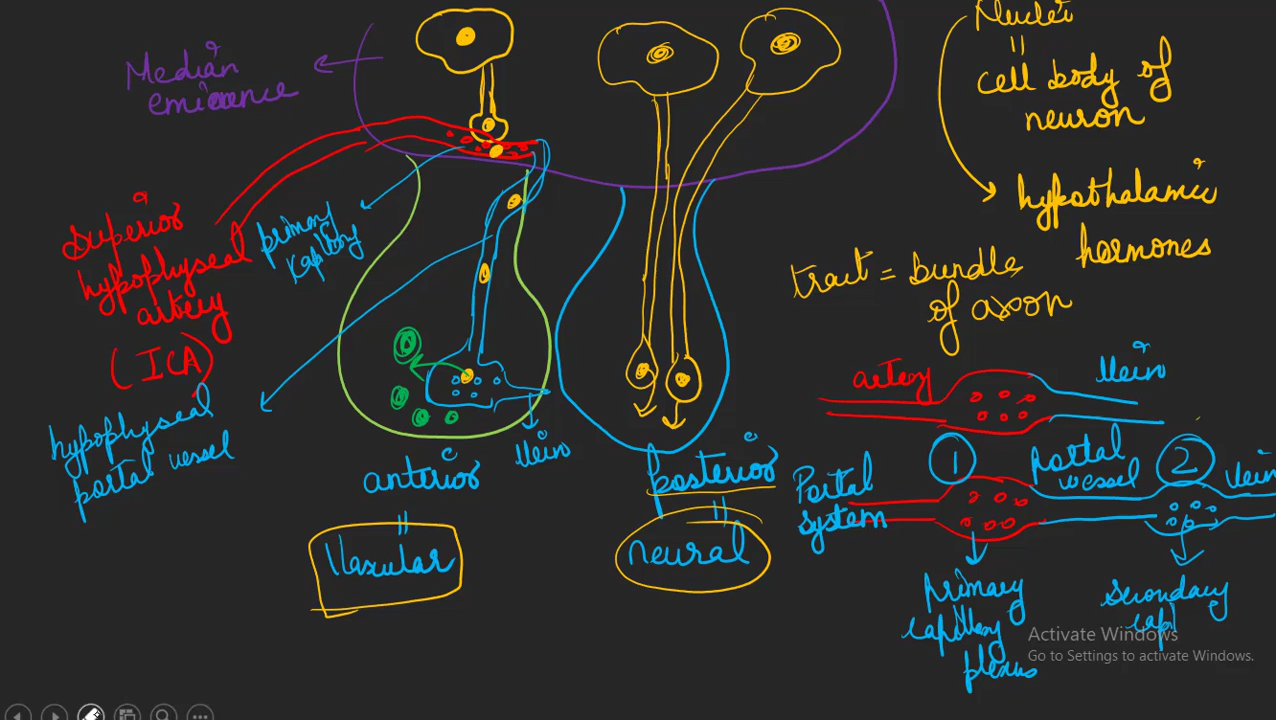 Nuclei
||
cell body of
neuron
hypothalamic
hormones
Median
eminence
superior
hypophyseal
artery
(ICA)
primary
capillary
hypophyseal
portal vessel
anterior
||
Vascular
vein
posterior
||
neural
tract = bundles
of axon
artery
vein
Portal
system
1
portal
vessel
2
vein
primary
capillary
plexus
secondary
cap
Activate Windows
Go to Settings to activate Windows.